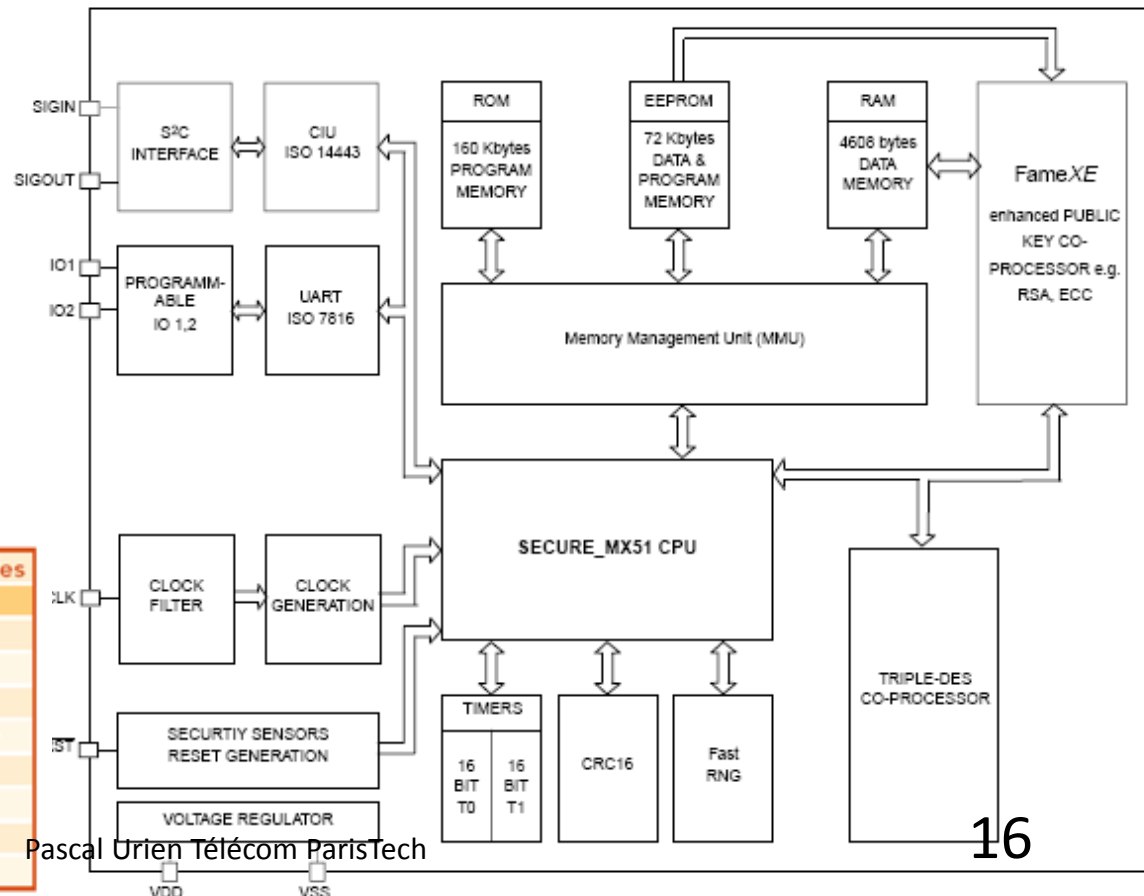 SIGIN
SIGOUT
S²C
INTERFACE
CIU
ISO 14443
IO1
IO2
PROGRAMM-
ABLE
IO 1,2
UART
ISO 7816
ROM
160 Kbytes
PROGRAM
MEMORY
EEPROM
72 Kbytes
DATA &
PROGRAM
MEMORY
RAM
4608 bytes
DATA
MEMORY
FameXE
enhanced PUBLIC
KEY CO-
PROCESSOR e.g.
RSA, ECC
Memory Management Unit (MMU)
SECURE_MX51 CPU
es
CLK
CLOCK
FILTER
CLOCK
GENERATION
ST
SECURTIY SENSORS
RESET GENERATION
VOLTAGE REGULATOR
VDD
VSS
TIMERS
16
BIT
T0
16
BIT
T1
CRC16
Fast
RNG
TRIPLE-DES
CO-PROCESSOR
Pascal Urien Télécom ParisTech
16